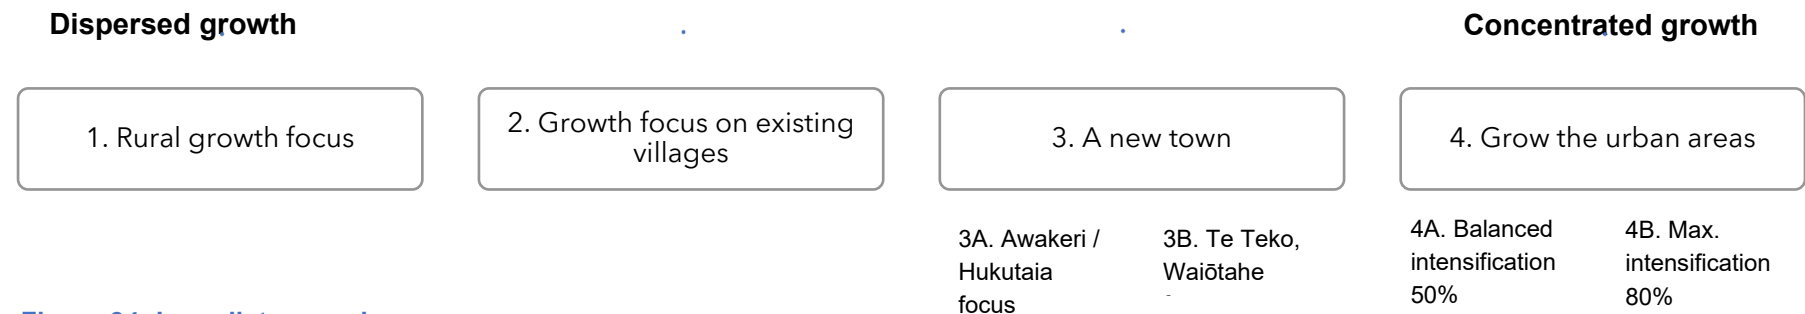 Dispersed growth
Concentrated growth
1. Rural growth focus
2. Growth focus on existing
villages
3. A new town
4. Grow the urban areas
3A. Awakeri /
Hukutaia
focus
3B. Te Teko,
Waiōtahe
4A. Balanced
intensification
50%
4B. Max.
intensification
80%